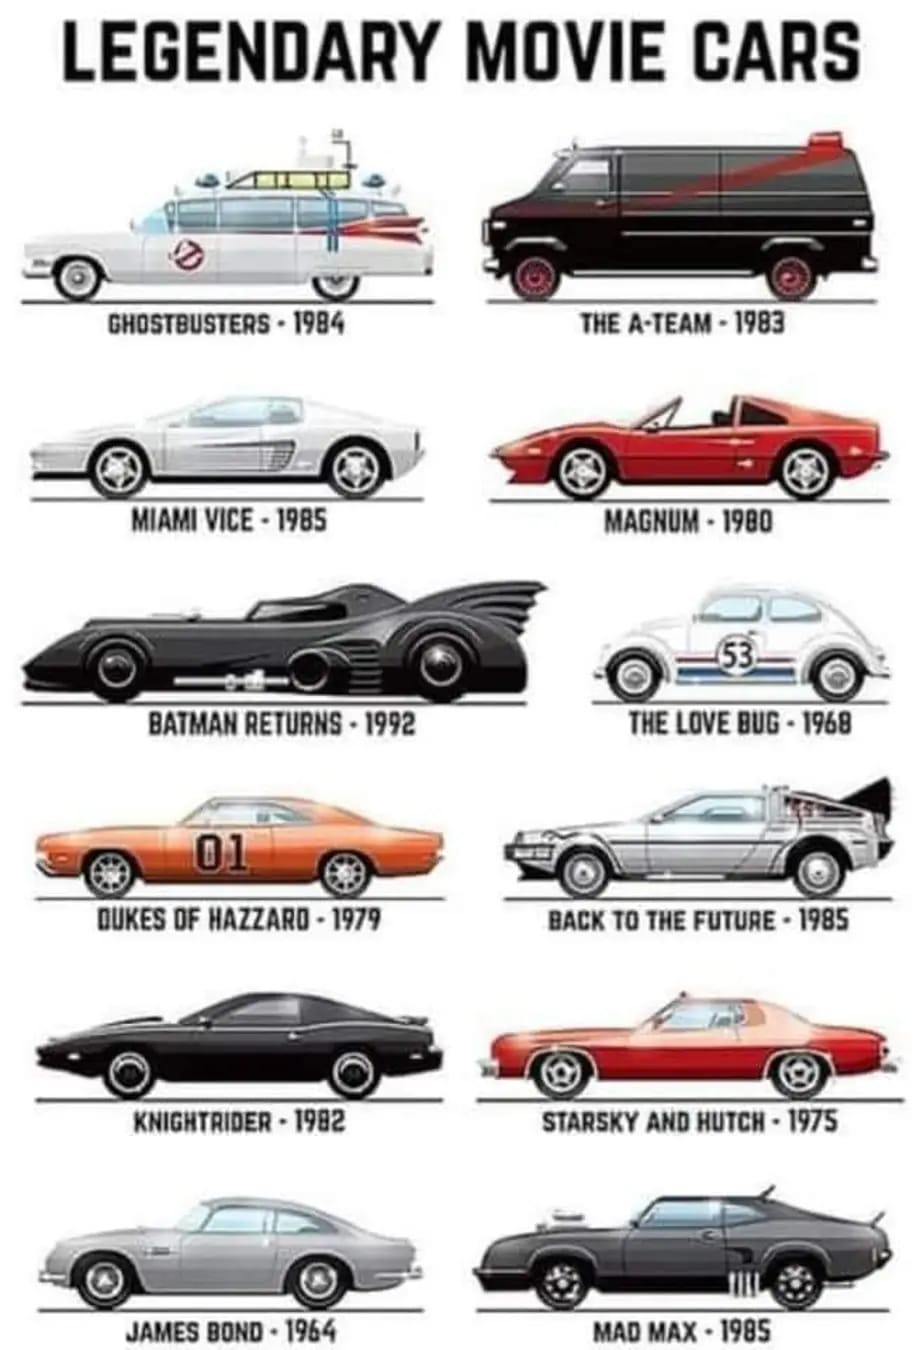 LEGENDARY MOVIE CARS
GHOSTBUSTERS - 1984
THE A-TEAM - 1983
MIAMI VICE - 1985
MAGNUM - 1980
53
BATMAN RETURNS - 1992
THE LOVE BUG - 1968
01
DUKES OF HAZZARD - 1979
BACK TO THE FUTURE - 1985
KNIGHTRIDER - 1982
STARSKY AND HUTCH - 1975
JAMES BOND - 1964
MAD MAX - 1985